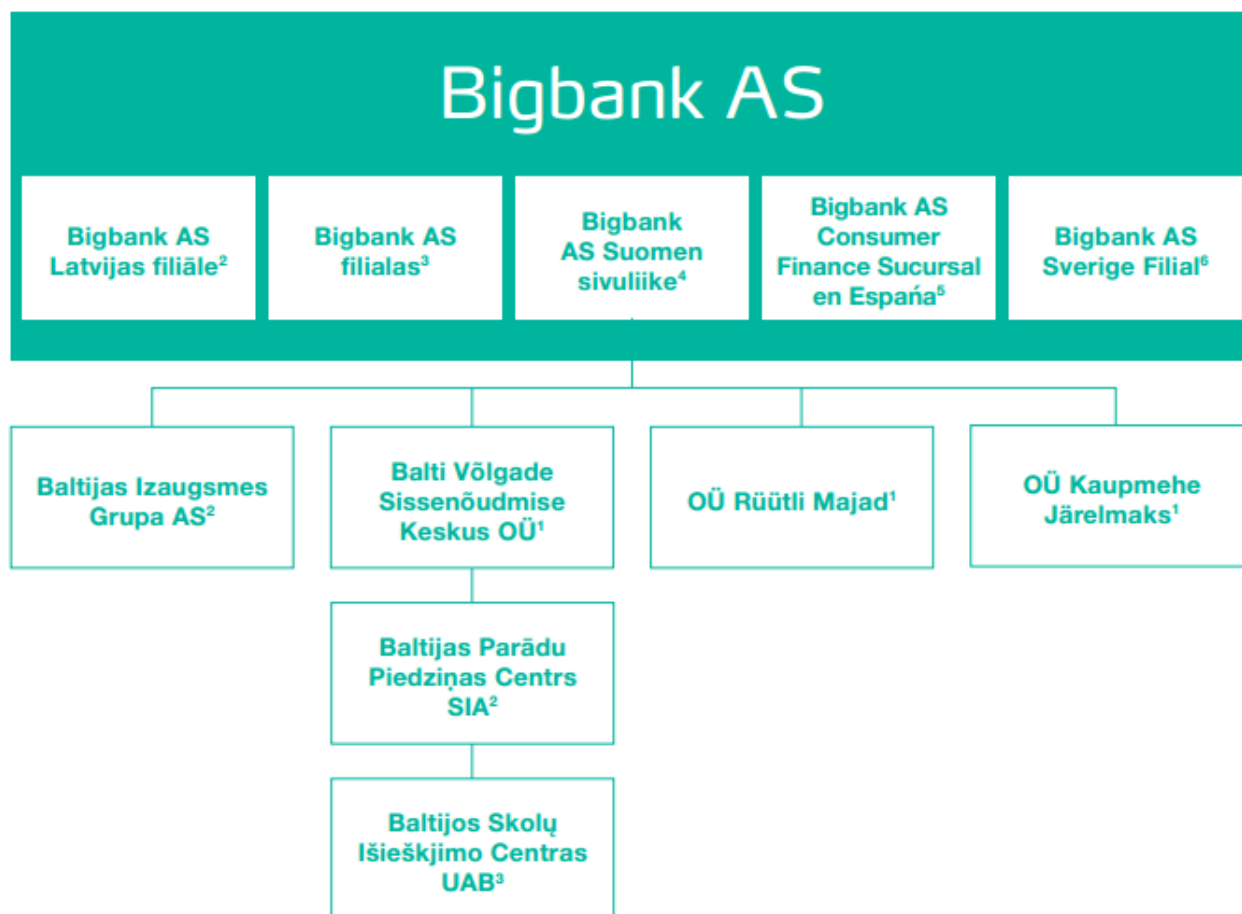 Bigbank AS
Bigbank AS
Latvijas filiāle²
Bigbank AS
filialas³
Bigbank
AS Suomen
sivuliike⁴
Bigbank AS
Consumer
Finance Sucursal
en Espańa⁵
Bigbank AS
Sverige Filial⁶
Baltijas Izaugsmes
Grupa AS²
Balti Võlgade
Sissenõudmise
Keskus OÜ¹
OÜ Rüütli Majad¹
OÜ Kaupmehe
Järelmaks¹
Baltijas Parādu
Piedziņas Centrs
SIA²
Baltijos Skolų
Išieškjimo Centras
UAB³